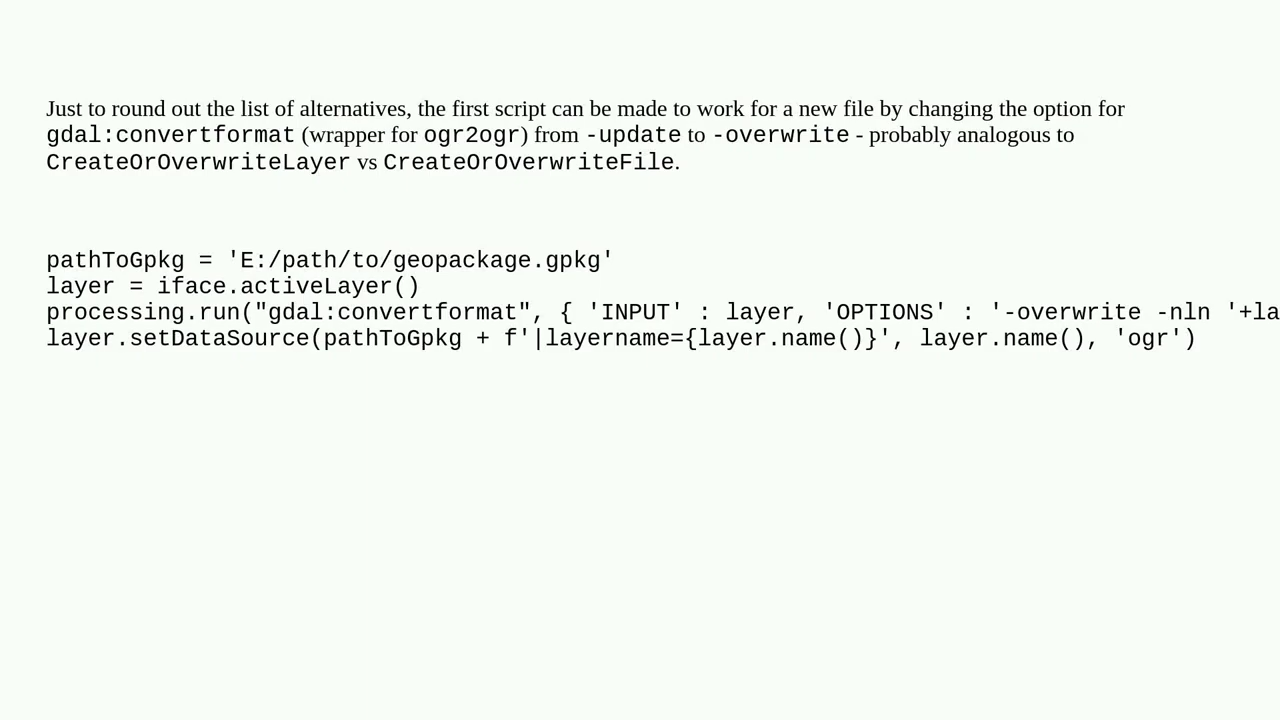 Just to round out the list of alternatives, the first script can be made to work for a new file by changing the option for
gdal:convertformat (wrapper for ogr2ogr) from -update to -overwrite - probably analogous to
CreateOrOverwriteLayer vs CreateOrOverwriteFile.
pathToGpkg = 'E:/path/to/geopackage.gpkg'
layer = iface.activeLayer()
processing.run("gdal:convertformat", { 'INPUT' : layer, 'OPTIONS' : '-overwrite -nln '+la
layer.setDataSource(pathToGpkg + f'|layername={layer.name()}', layer.name(), 'ogr')